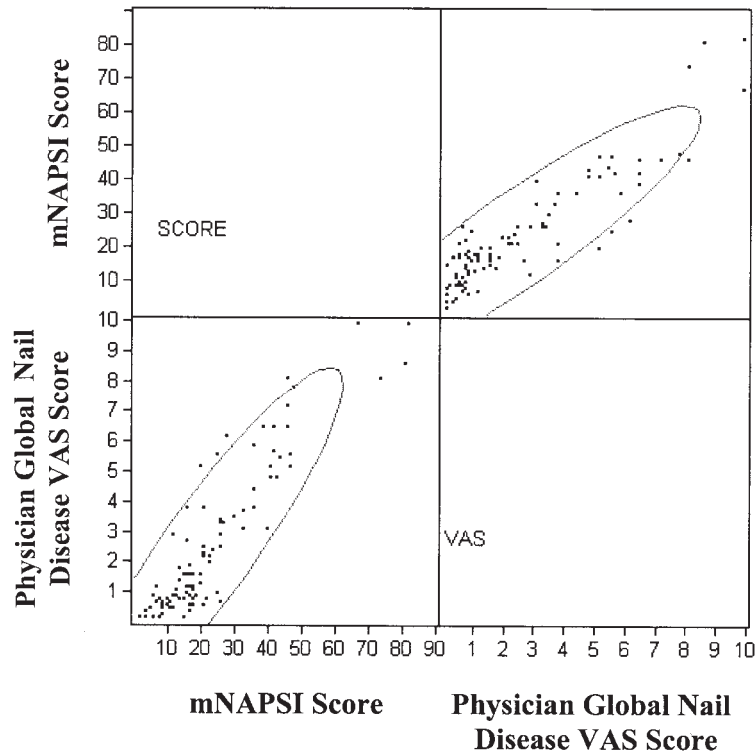 mNAPSI Score
80
70
60
50
40
30
20
10
SCORE
Physician Global Nail
Disease VAS Score
10
9
8
7
6
5
4
3
2
1
VAS
10 20 30 40 50 60 70 80 90
1 2 3 4 5 6 7 8 9 10
mNAPSI Score
Physician Global Nail
Disease VAS Score